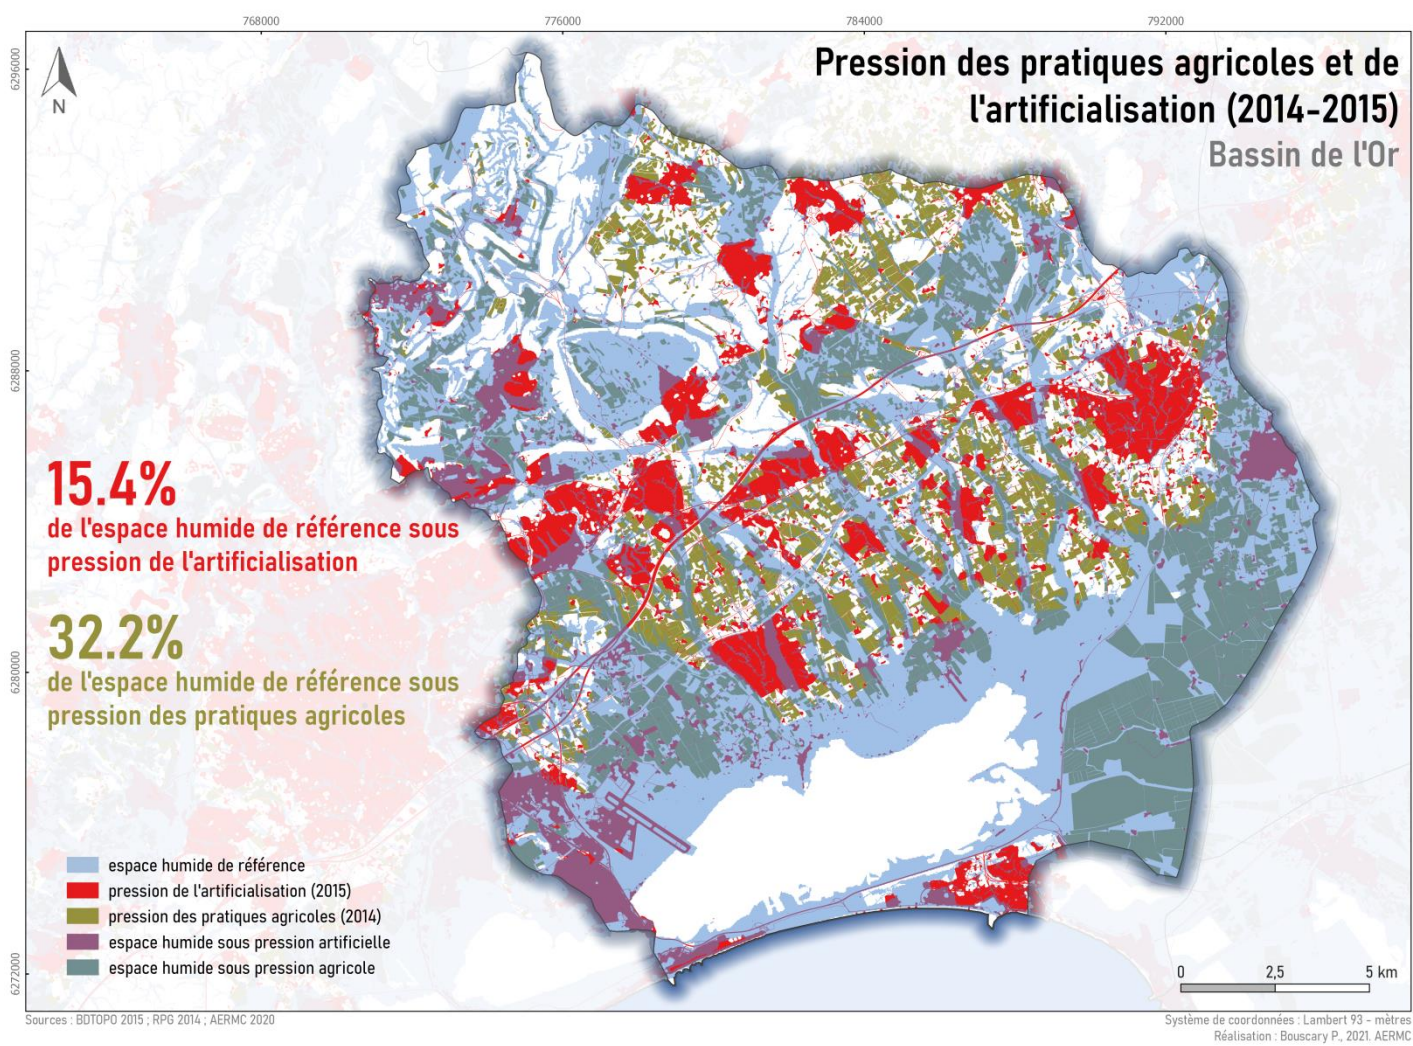 768000
776000
784000
792000
6296000
6288000
6280000
6272000
N
Pression des pratiques agricoles et de
l'artificialisation (2014-2015)
Bassin de l'Or
15.4%
de l'espace humide de référence sous
pression de l'artificialisation
32.2%
de l'espace humide de référence sous
pression des pratiques agricoles
espace humide de référence
pression de l'artificialisation (2015)
pression des pratiques agricoles (2014)
espace humide sous pression artificielle
espace humide sous pression agricole
0 2,5 5 km
Sources : BDTOPO 2015 ; RPG 2014 ; AERMC 2020
Système de coordonnées : Lambert 93 - mètres
Réalisation : Bouscary P., 2021. AERMC